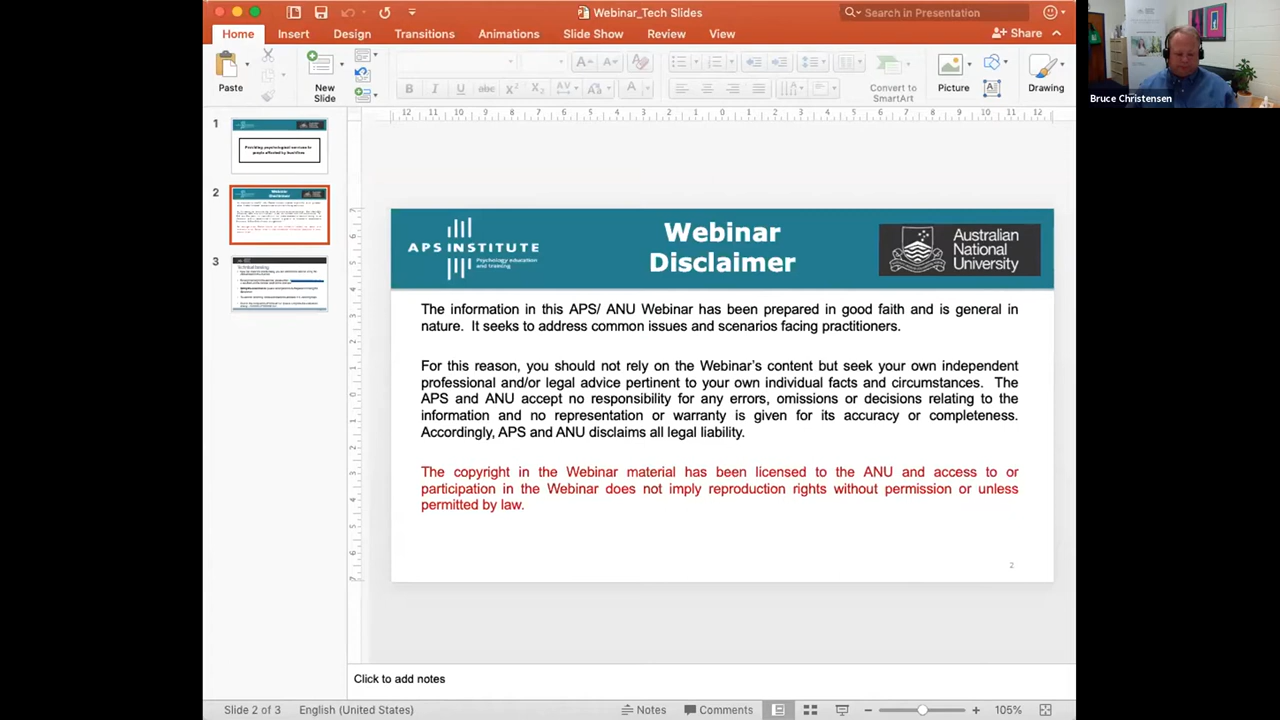 Webinar_Tech Slides
Search in Presentation
Home
Insert
Design
Transitions
Animations
Slide Show
Review
View
Share
Paste
New
Slide
Convert to
SmartArt
Picture
Drawing
Bruce Christensen
1
Providing psychological services to
people affected by bushfires
2
3
APS INSTITUTE
Psychology education
and training
Webinar
Disclaimer
Australian
National
University
The information in this APS/ ANU Webinar has been prepared in good faith and is general in
nature. It seeks to address common issues and scenarios facing practitioners.
For this reason, you should not rely on the Webinar's content but seek your own independent
professional and/or legal advice pertinent to your own individual facts and circumstances. The
APS and ANU accept no responsibility for any errors, omissions or decisions relating to the
information and no representation or warranty is given for its accuracy or completeness.
Accordingly, APS and ANU disclaims all legal liability.
The copyright in the Webinar material has been licensed to the ANU and access to or
participation in the Webinar does not imply reproduction rights without permission or unless
permitted by law.
2
Click to add notes
Slide 2 of 3
English (United States)
Notes
Comments
105%